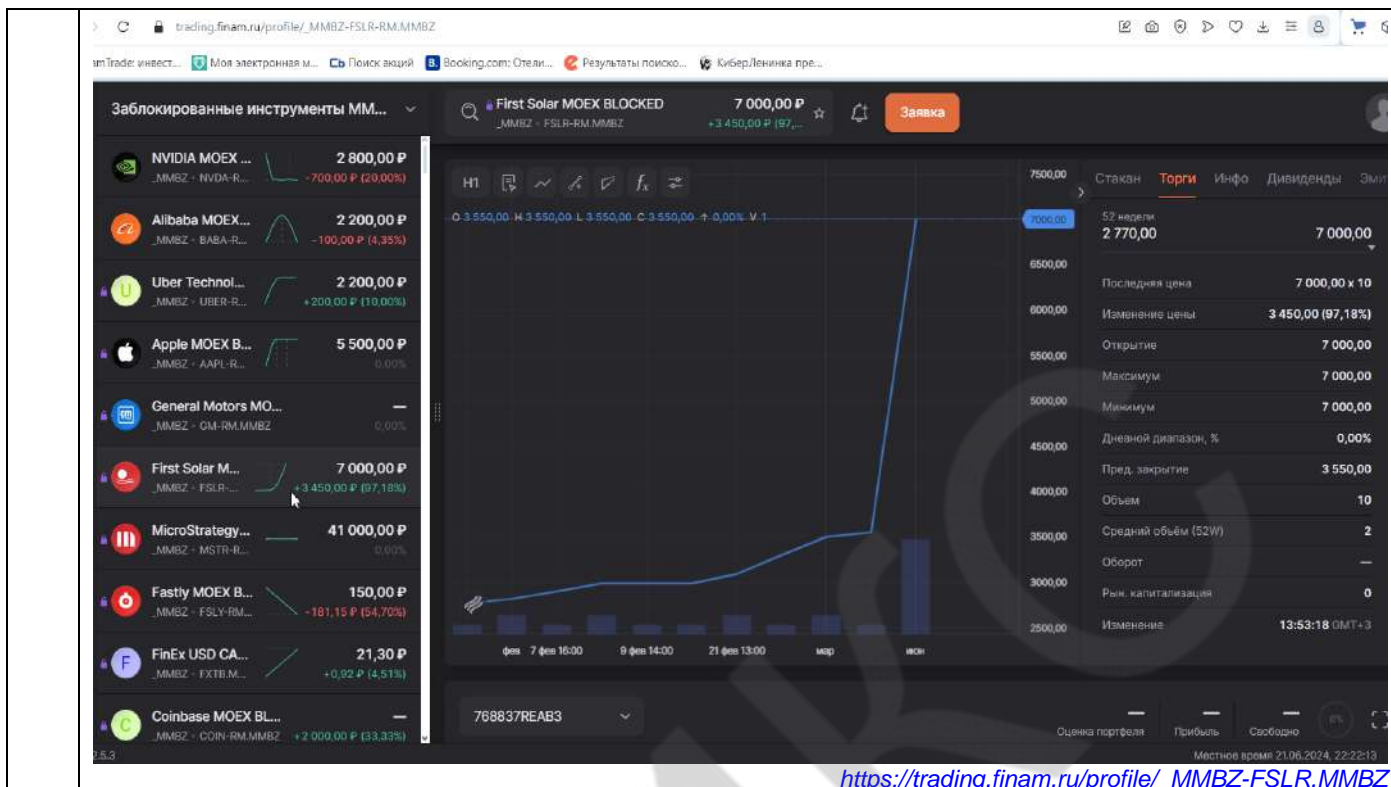 trading.finam.ru/profile/_MMBZ-FSLR-RM.MMBZ
amTrade: инвест... Моя электронная м... Сь Поиск акций B. Booking.com: Отели... Результаты поиско... КиберЛенинка пре...
Заблокированные инструменты ММ...
First Solar MOEX BLOCKED 7 000,00 ₽
_MMBZ - FSLR-RM.MMBZ +3 450,00 ₽ (97,...
Заявка
NVIDIA MOEX ... 2 800,00 ₽
_MMBZ - NVDA-R... -700,00 ₽ (20,00%)
Alibaba MOEX... 2 200,00 ₽
_MMBZ - BABA-R... -100,00 ₽ (4,35%)
U Uber Technol... 2 200,00 ₽
_MMBZ - UBER-R... +200,00 ₽ (10,00%)
Apple MOEX B... 5 500,00 ₽
_MMBZ - AAPL-R... 0,00%
General Motors MO... —
_MMBZ - GM-RM.MMBZ 0,00%
First Solar M... 7 000,00 ₽
_MMBZ - FSLR-... +3 450,00 ₽ (97,18%)
MicroStrategy... 41 000,00 ₽
_MMBZ - MSTR-R... 0,00%
Fastly MOEX B... 150,00 ₽
_MMBZ - FSLY-RM... -181,15 ₽ (54,70%)
F FinEx USD CA... 21,30 ₽
_MMBZ - FXTB.M... +0,92 ₽ (4,51%)
C Coinbase MOEX BL... —
_MMBZ - COIN-RM.MMBZ +2 000,00 ₽ (33,33%)
2.5.3
H1 fx
O 3 550,00 H 3 550,00 L 3 550,00 C 3 550,00 0,00% V 1
7500,00
7000,00
6500,00
6000,00
5500,00
5000,00
4500,00
4000,00
3500,00
3000,00
2500,00
фев 7 фев 16:00 9 фев 14:00 21 фев 13:00 мар июн
Стакан Торги Инфо Дивиденды Эмит
52 недели
2 770,00 7 000,00
Последняя цена 7 000,00 x 10
Изменение цены 3 450,00 (97,18%)
Открытие 7 000,00
Максимум 7 000,00
Минимум 7 000,00
Дневной диапазон, % 0,00%
Пред. закрытие 3 550,00
Объем 10
Средний объём (52W) 2
Оборот —
Рын. капитализация 0
Изменение 13:53:18 GMT+3
768837REAB3
Оценка портфеля Прибыль Свободно
Местное время 21.06.2024, 22:22:13
https://trading.finam.ru/profile/_MMBZ-FSLR.MMBZ